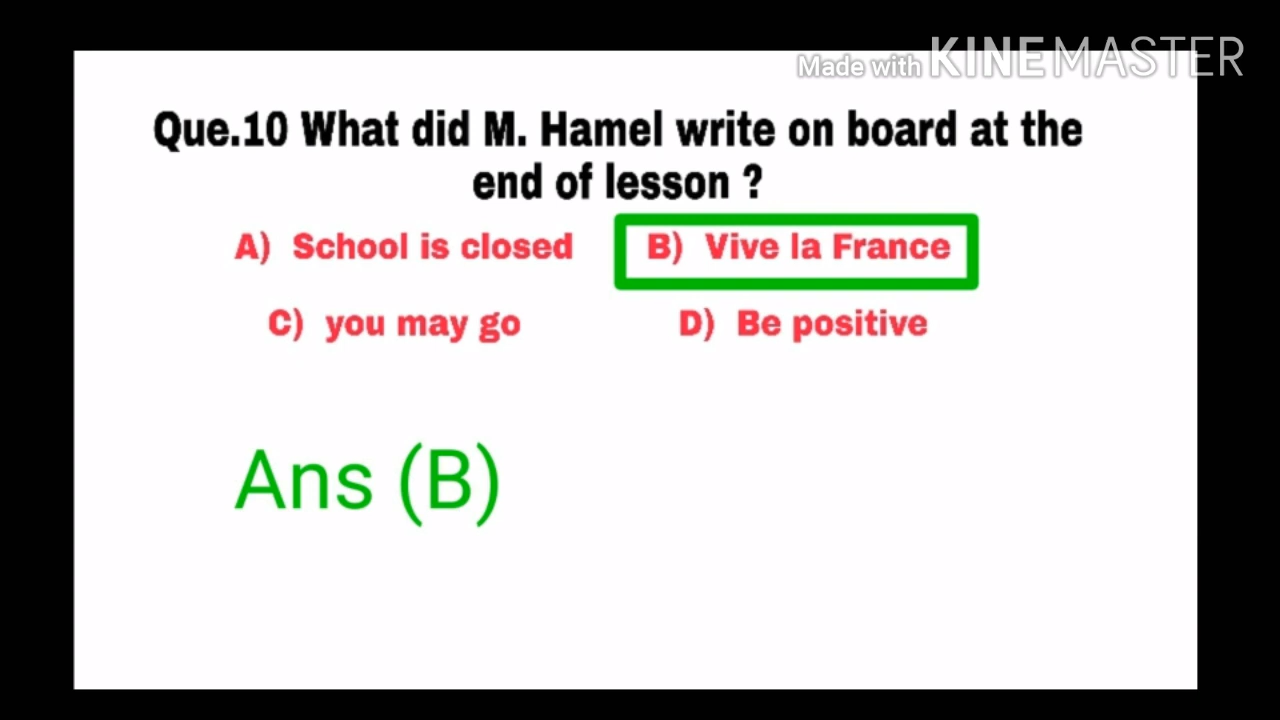 Made with KINEMASTER
Que.10 What did M. Hamel write on board at the
end of lesson ?
A) School is closed B) Vive la France
C) you may go D) Be positive
Ans (B)